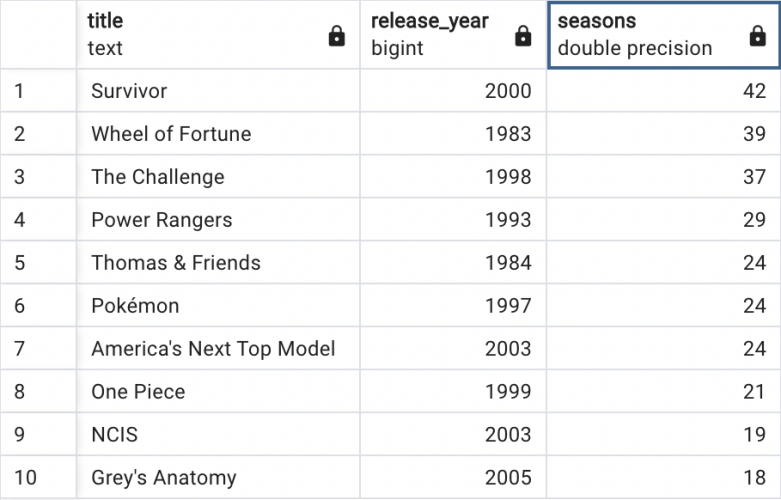 title release_year seasons
text bigint double precision
1 Survivor 2000 42
2 Wheel of Fortune 1983 39
3 The Challenge 1998 37
4 Power Rangers 1993 29
5 Thomas & Friends 1984 24
6 Pokémon 1997 24
7 America's Next Top Model 2003 24
8 One Piece 1999 21
9 NCIS 2003 19
10 Grey's Anatomy 2005 18